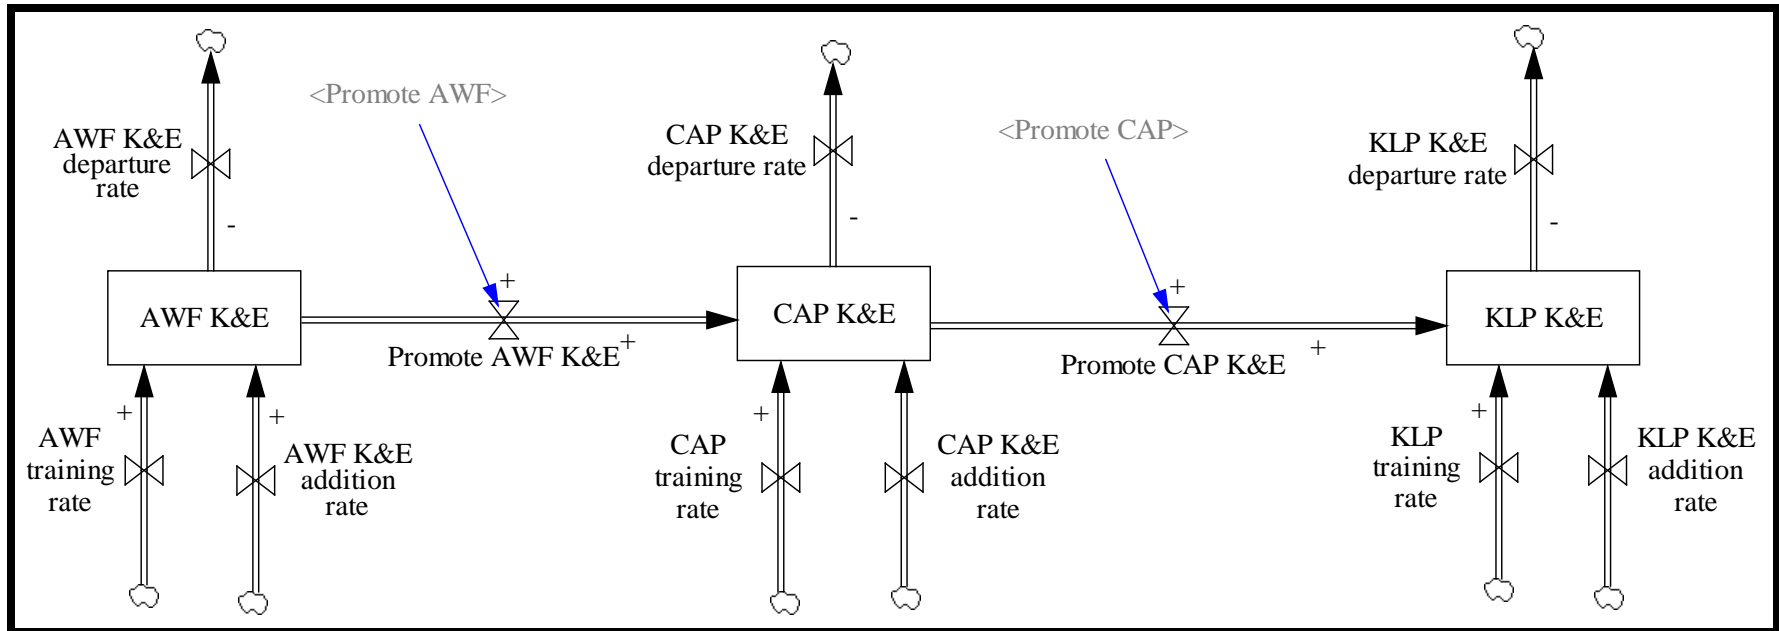 <Promote AWF>
<Promote CAP>
AWF K&E
departure
rate
CAP K&E
departure rate
KLP K&E
departure rate
-
-
-
+
+
AWF K&E
CAP K&E
KLP K&E
Promote AWF K&E
+
Promote CAP K&E
+
+
AWF
training
rate
+
AWF K&E
addition
rate
+
CAP
training
rate
CAP K&E
addition
rate
+
KLP
training
rate
KLP K&E
addition
rate